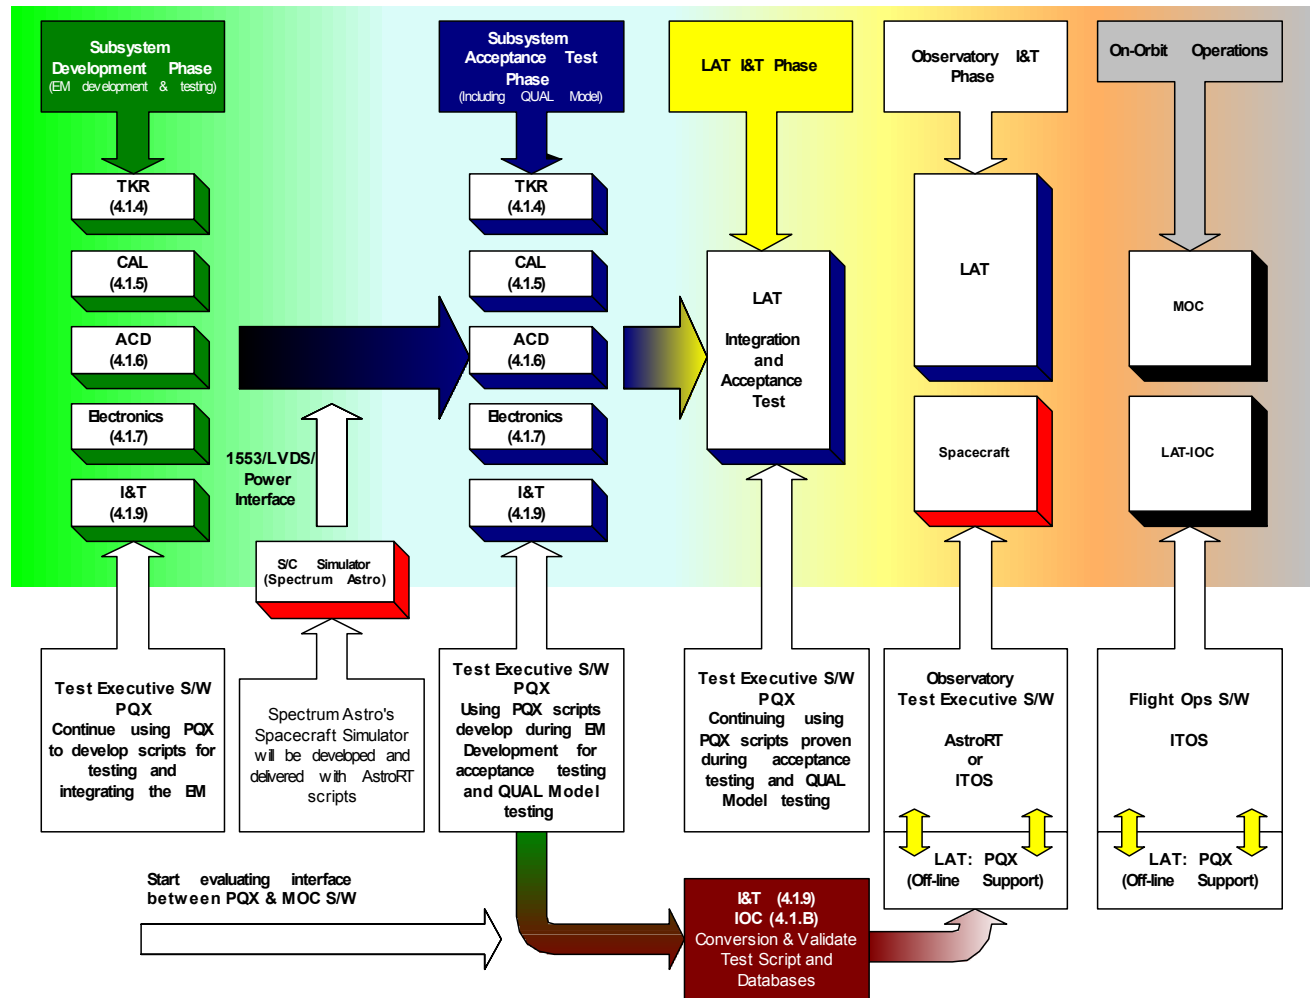 Subsystem
Development Phase
(EM development & testing)
Subsystem
Acceptance Test
Phase
(Including QUAL Model)
LAT I&T Phase
Observatory I&T
Phase
On-Orbit Operations
TKR
(4.1.4)
CAL
(4.1.5)
ACD
(4.1.6)
Electronics
(4.1.7)
I&T
(4.1.9)
TKR
(4.1.4)
CAL
(4.1.5)
ACD
(4.1.6)
Electronics
(4.1.7)
I&T
(4.1.9)
LAT
Integration
and
Acceptance
Test
LAT
Spacecraft
MOC
LAT-IOC
1553/LVDS/
Power
Interface
S/C Simulator
(Spectrum Astro)
Test Executive S/W
PQX
Continue using PQX
to develop scripts for
testing and
integrating the EM
Spectrum Astro's
Spacecraft Simulator
will be developed and
delivered with AstroRT
scripts
Test Executive S/W
PQX
Using PQX scripts
develop during EM
Development for
acceptance testing
and QUAL Model
testing
Test Executive S/W
PQX
Continuing using
PQX scripts proven
during acceptance
testing and QUAL
Model testing
Observatory
Test Executive S/W
AstroRT
or
ITOS
LAT: PQX
(Off-line Support)
Flight Ops S/W
ITOS
LAT: PQX
(Off-line Support)
Start evaluating interface
between PQX & MOC S/W
I&T (4.1.9)
IOC (4.1.B)
Conversion & Validate
Test Script and
Databases